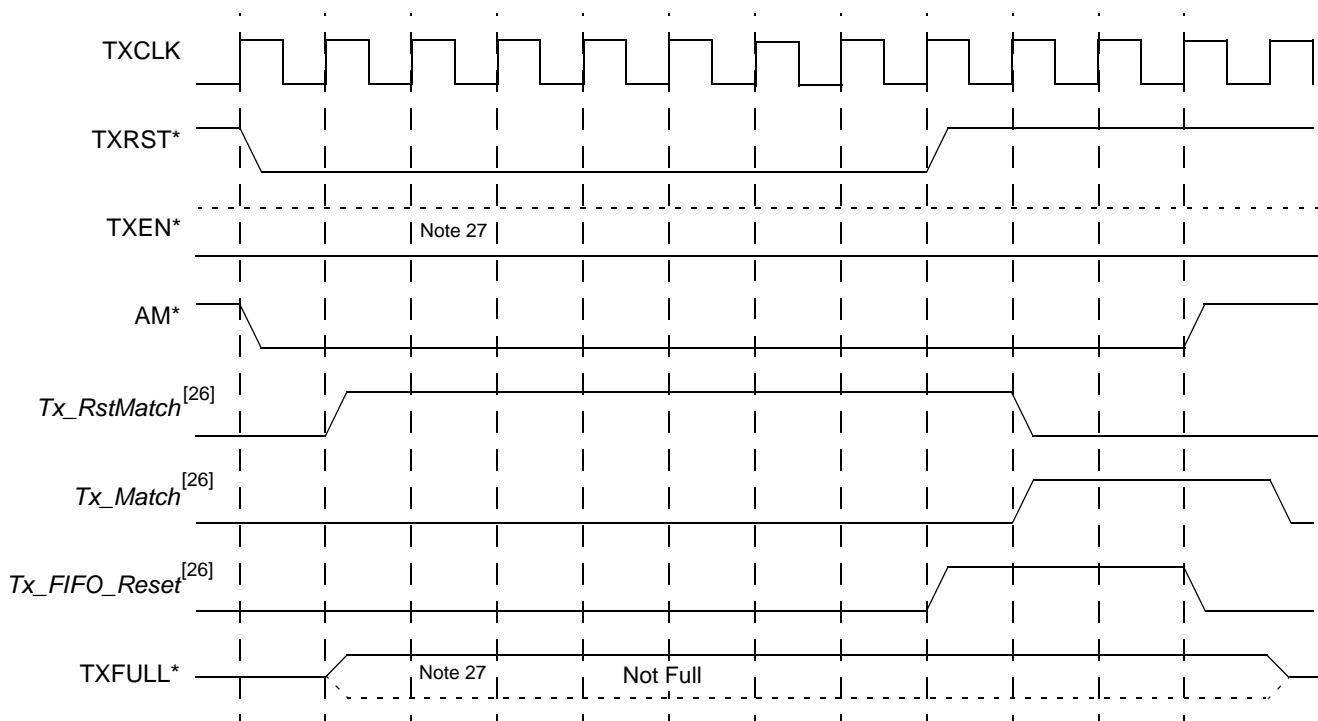 TXCLK
TXRST*
TXEN*
Note 27
AM*
Tx_RstMatch[26]
Tx_Match[26]
Tx_FIFO_Reset[26]
TXFULL*
Note 27
Not Full